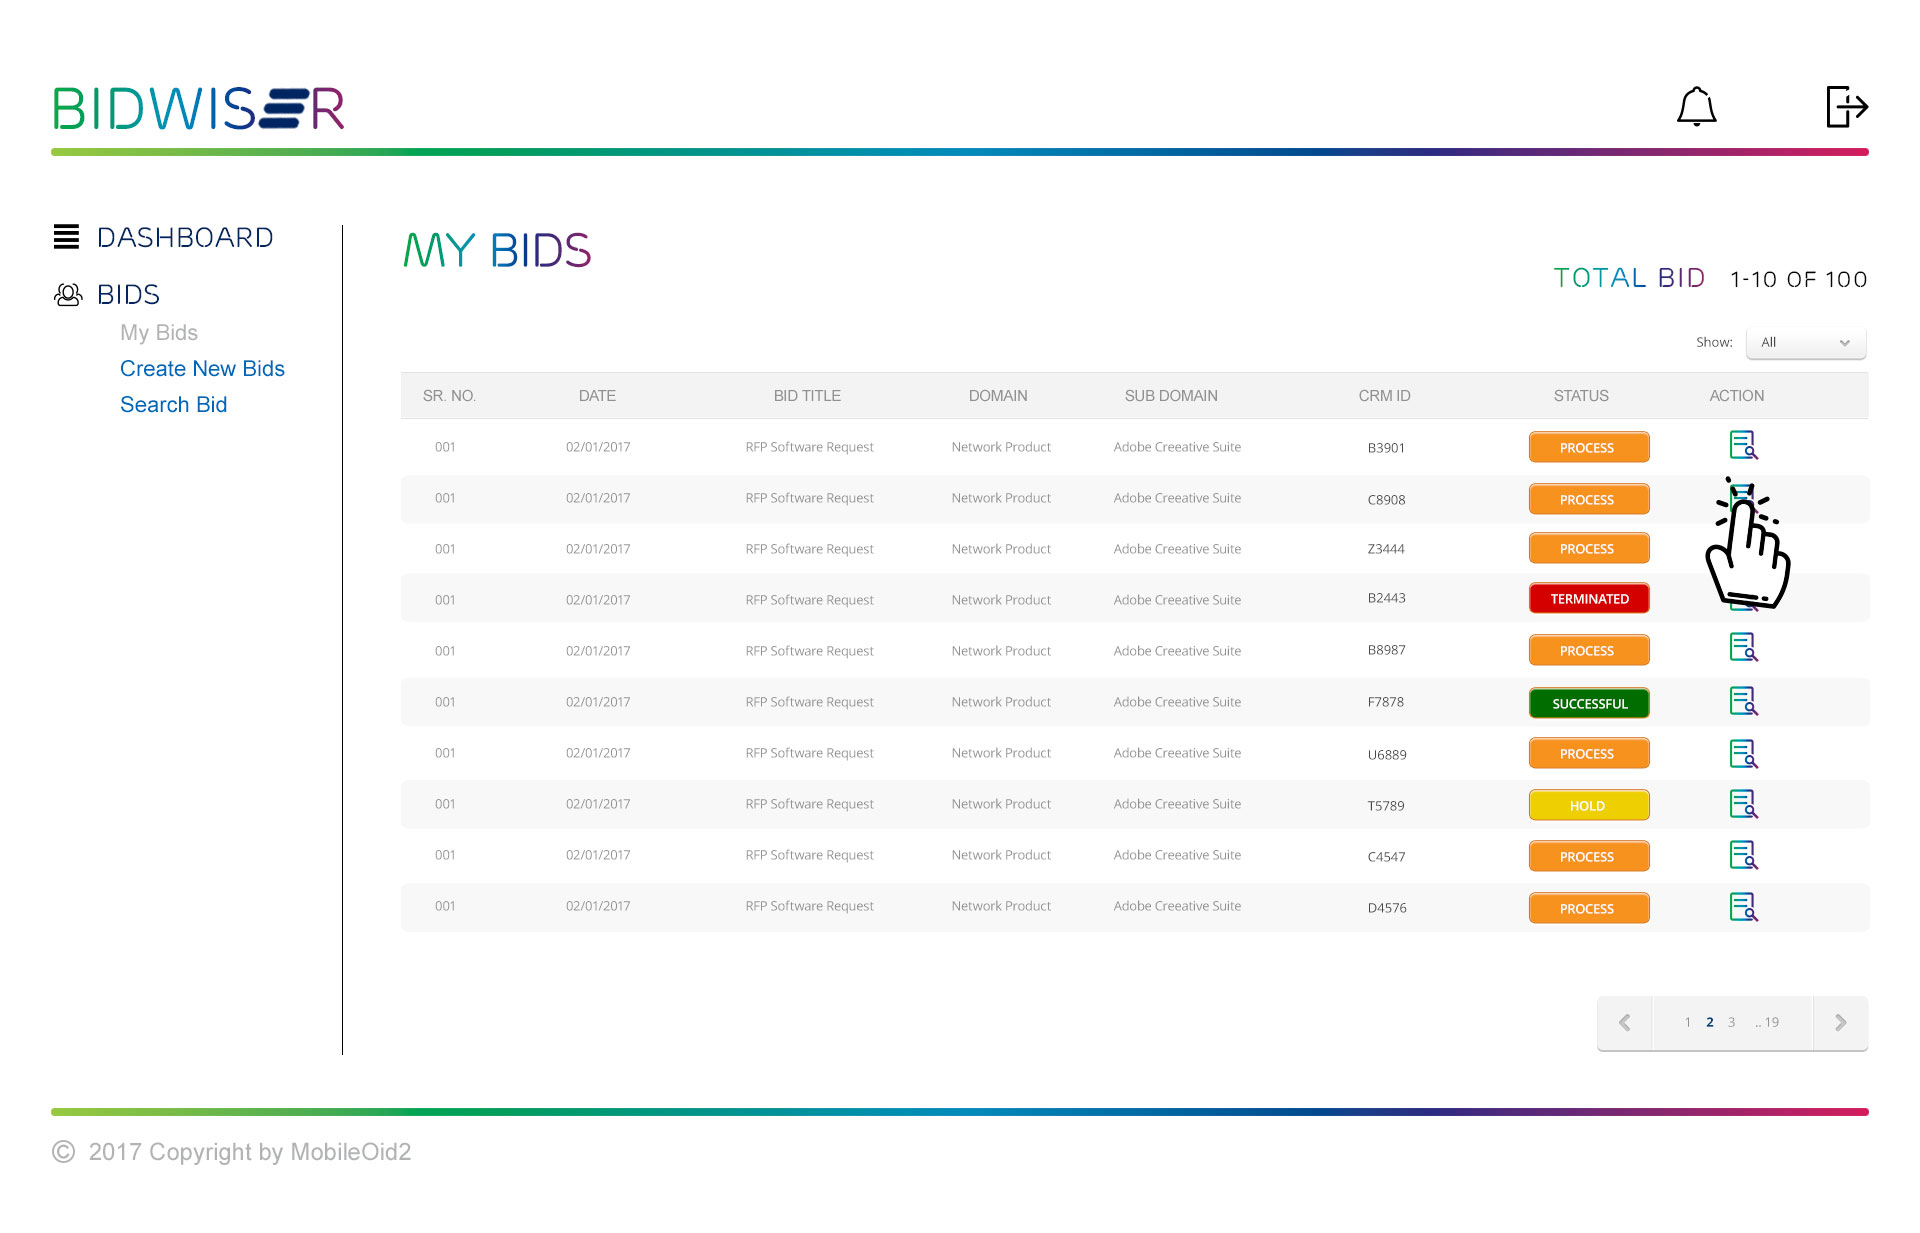 BIDWISER
DASHBOARD
BIDS
My Bids
Create New Bids
Search Bid
MY BIDS
TOTAL BID 1-10 OF 100
Show: All
SR. NO. DATE BID TITLE DOMAIN SUB DOMAIN CRM ID STATUS ACTION
001 02/01/2017 RFP Software Request Network Product Adobe Creeative Suite B3901 PROCESS
001 02/01/2017 RFP Software Request Network Product Adobe Creeative Suite C8908 PROCESS
001 02/01/2017 RFP Software Request Network Product Adobe Creeative Suite Z3444 PROCESS
001 02/01/2017 RFP Software Request Network Product Adobe Creeative Suite B2443 TERMINATED
001 02/01/2017 RFP Software Request Network Product Adobe Creeative Suite B8987 PROCESS
001 02/01/2017 RFP Software Request Network Product Adobe Creeative Suite F7878 SUCCESSFUL
001 02/01/2017 RFP Software Request Network Product Adobe Creeative Suite U6889 PROCESS
001 02/01/2017 RFP Software Request Network Product Adobe Creeative Suite T5789 HOLD
001 02/01/2017 RFP Software Request Network Product Adobe Creeative Suite C4547 PROCESS
001 02/01/2017 RFP Software Request Network Product Adobe Creeative Suite D4576 PROCESS
1 2 3 .. 19
© 2017 Copyright by MobileOid2